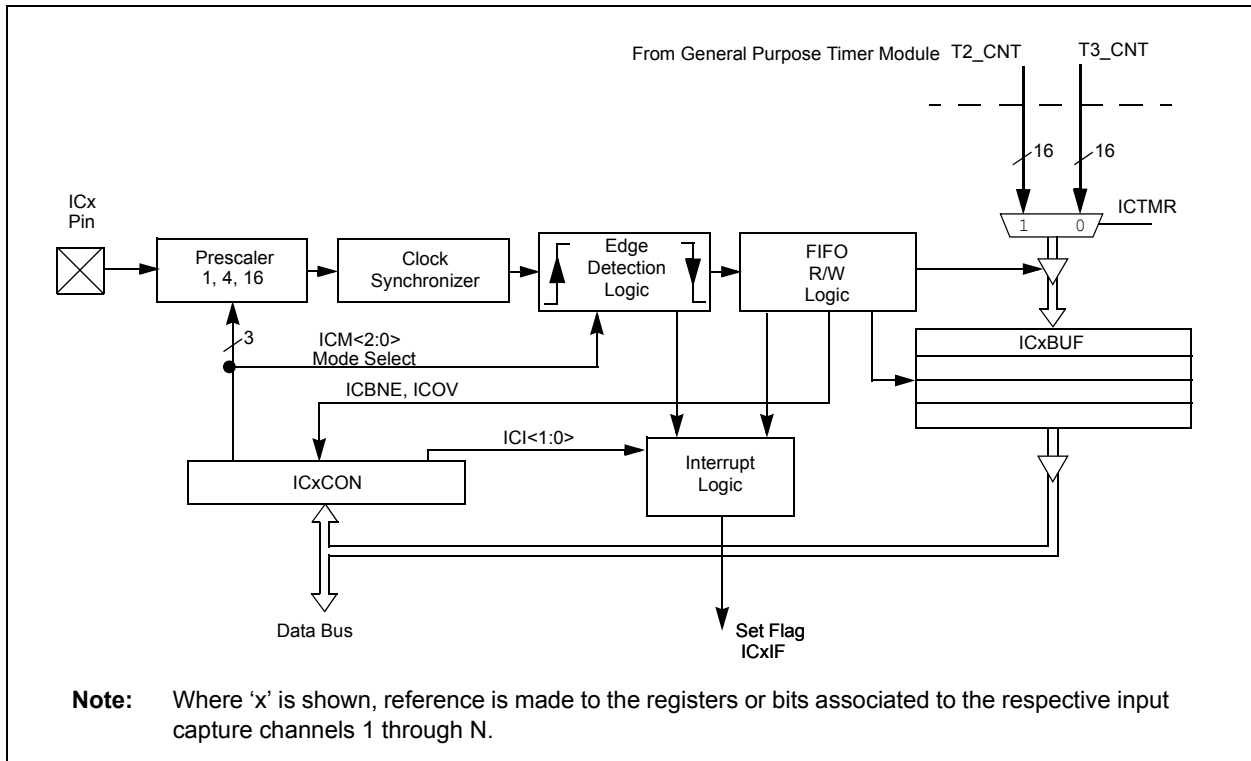 From General Purpose Timer Module
T2_CNT
T3_CNT
16
16
ICx
Pin
1
0
ICTMR
Prescaler
1, 4, 16
Clock
Synchronizer
Edge
Detection
Logic
FIFO
R/W
Logic
3
ICM<2:0>
Mode Select
ICxBUF
ICBNE, ICOV
ICI<1:0>
Interrupt
Logic
ICxCON
Data Bus
Set Flag
ICxIF
Note: Where ‘x’ is shown, reference is made to the registers or bits associated to the respective input
capture channels 1 through N.